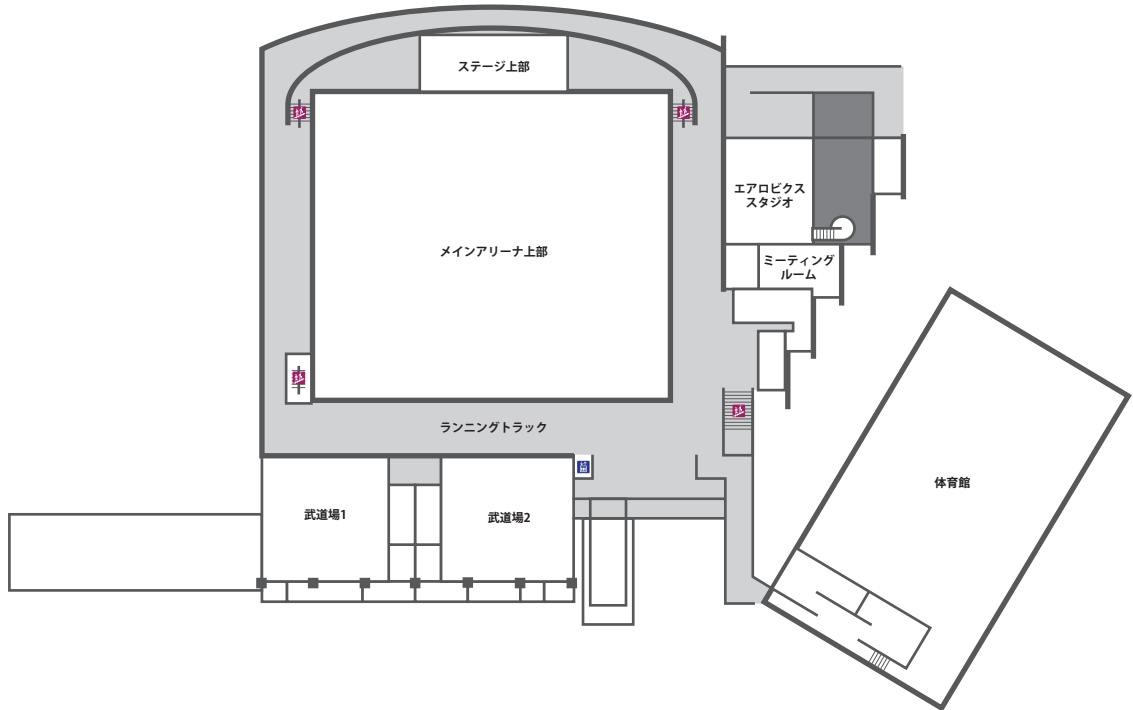 ステージ上部
エアロビクス
スタジオ
メインアリーナ上部
ミーティング
ルーム
ランニングトラック
体育館
武道場1
武道場2